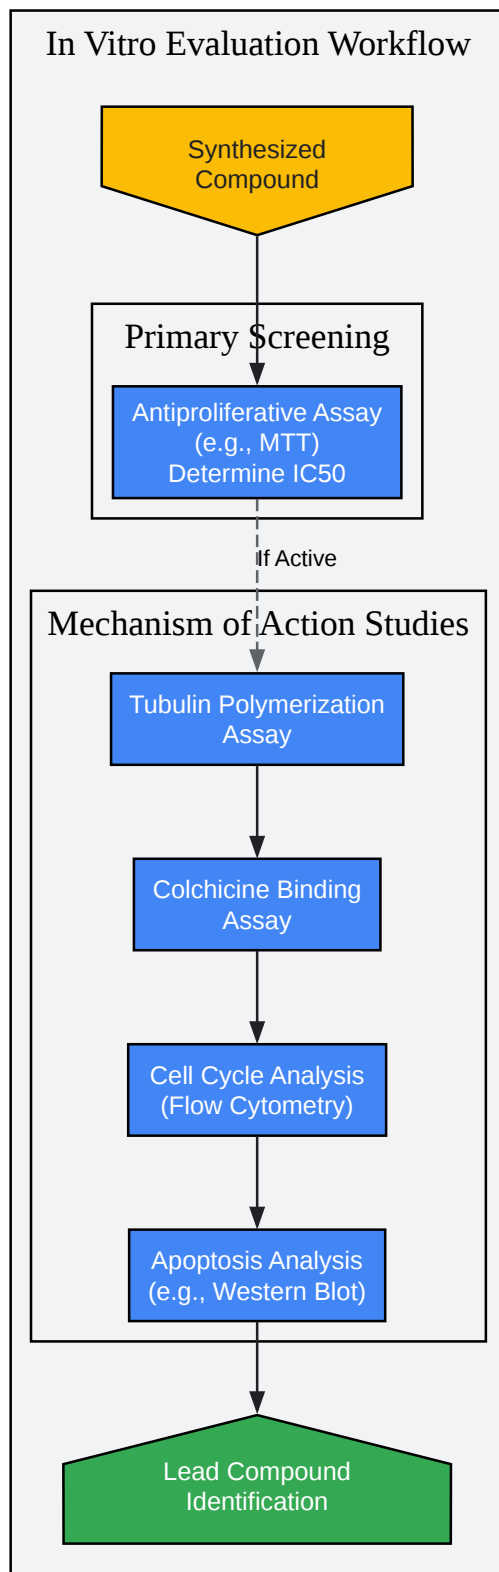 In Vitro Evaluation Workflow
Synthesized
Compound
Primary Screening
Antiproliferative Assay
(e.g., MTT)
Determine IC50
If Active
Mechanism of Action Studies
Tubulin Polymerization
Assay
Colchicine Binding
Assay
Cell Cycle Analysis
(Flow Cytometry)
Apoptosis Analysis
(e.g., Western Blot)
Lead Compound
Identification